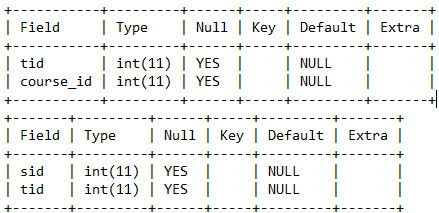 +-----------+---------+------+-----+---------+-------+
| Field     | Type    | Null | Key | Default | Extra |
+-----------+---------+------+-----+---------+-------+
| tid       | int(11) | YES  |     | NULL    |       |
| course_id | int(11) | YES  |     | NULL    |       |
+-----------+---------+------+-----+---------+-------+
+-------+---------+------+-----+---------+-------+
| Field | Type    | Null | Key | Default | Extra |
+-------+---------+------+-----+---------+-------+
| sid   | int(11) | YES  |     | NULL    |       |
| tid   | int(11) | YES  |     | NULL    |       |
+-------+---------+------+-----+---------+-------+